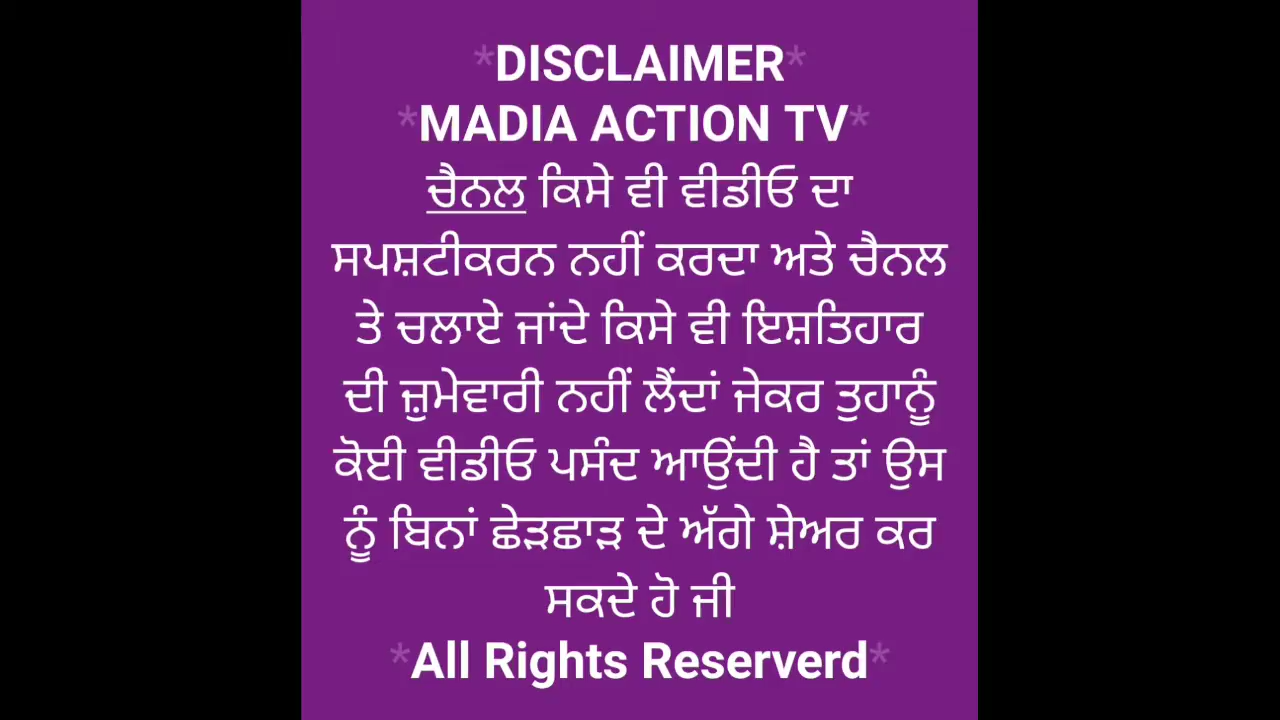 *DISCLAIMER*
*MADIA ACTION TV*
ਚੈਨਲ ਕਿਸੇ ਵੀ ਵੀਡੀਓ ਦਾ
ਸਪਸ਼ਟੀਕਰਨ ਨਹੀਂ ਕਰਦਾ ਅਤੇ ਚੈਨਲ
ਤੇ ਚਲਾਏ ਜਾਂਦੇ ਕਿਸੇ ਵੀ ਇਸ਼ਤਿਹਾਰ
ਦੀ ਜ਼ੁਮੇਵਾਰੀ ਨਹੀਂ ਲੈਂਦਾਂ ਜੇਕਰ ਤੁਹਾਨੂੰ
ਕੋਈ ਵੀਡੀਓ ਪਸੰਦ ਆਉਂਦੀ ਹੈ ਤਾਂ ਉਸ
ਨੂੰ ਬਿਨਾਂ ਛੇੜਛਾੜ ਦੇ ਅੱਗੇ ਸ਼ੇਅਰ ਕਰ
ਸਕਦੇ ਹੋ ਜੀ
*All Rights Reserverd*